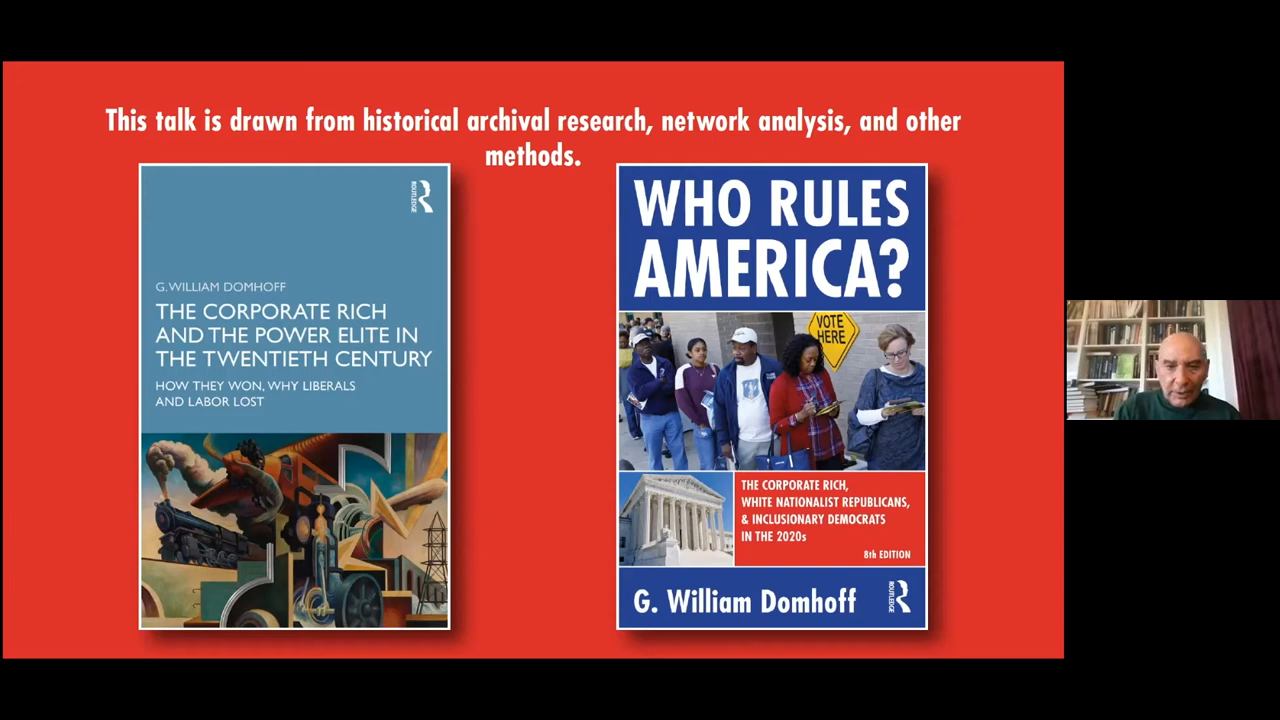 This talk is drawn from historical archival research, network analysis, and other
methods.
ROUTLEDGE
G. WILLIAM DOMHOFF
THE CORPORATE RICH
AND THE POWER ELITE IN
THE TWENTIETH CENTURY
HOW THEY WON, WHY LIBERALS
AND LABOR LOST
WHO RULES
AMERICA?
VOTE
HERE
THE CORPORATE RICH,
WHITE NATIONALIST REPUBLICANS,
& INCLUSIONARY DEMOCRATS
IN THE 2020s
8th EDITION
G. William Domhoff
ROUTLEDGE